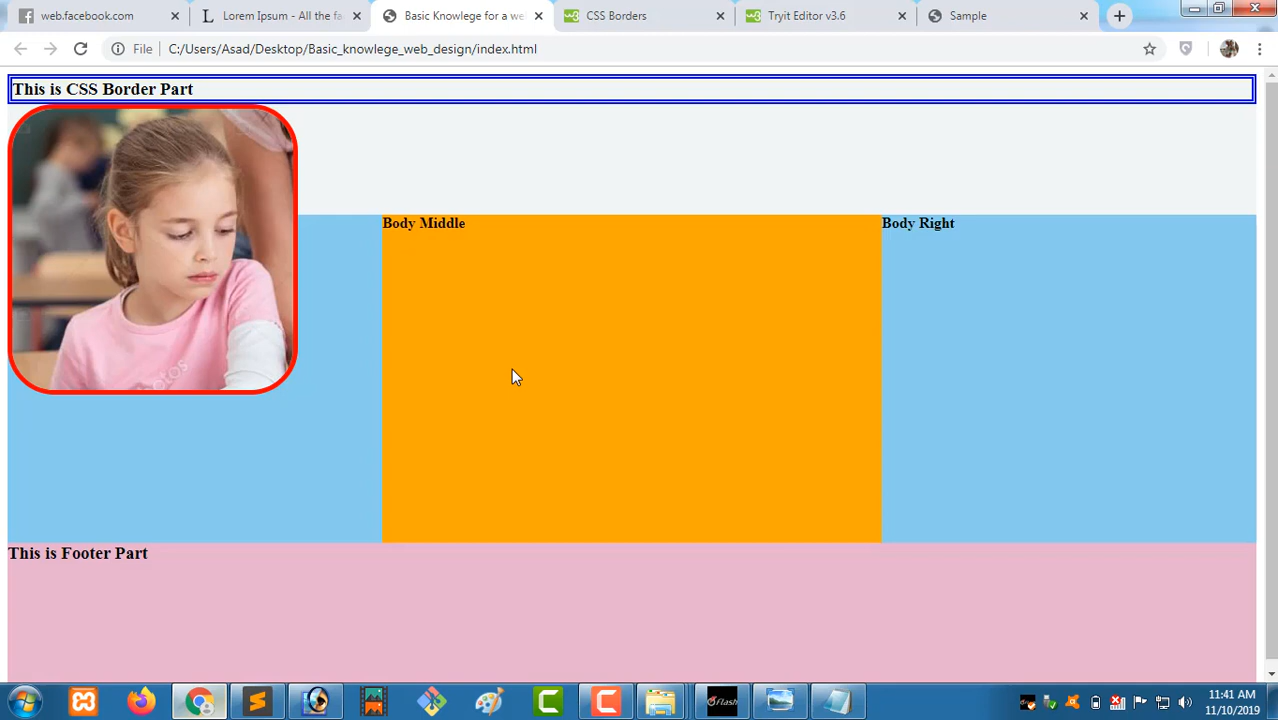 web.facebook.com
Lorem Ipsum - All the fa
Basic Knowlege for a we
CSS Borders
Tryit Editor v3.6
Sample
File
C:/Users/Asad/Desktop/Basic_knowlege_web_design/index.html
This is CSS Border Part
Body Middle
Body Right
This is Footer Part
11:41 AM
11/10/2019